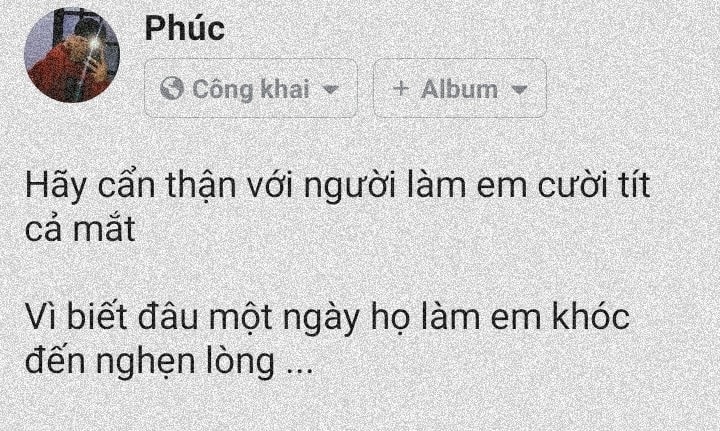 Phúc
Công khai
+ Album
Hãy cẩn thận với người làm em cười tít
cả mắt
Vì biết đâu một ngày họ làm em khóc
đến nghẹn lòng ...